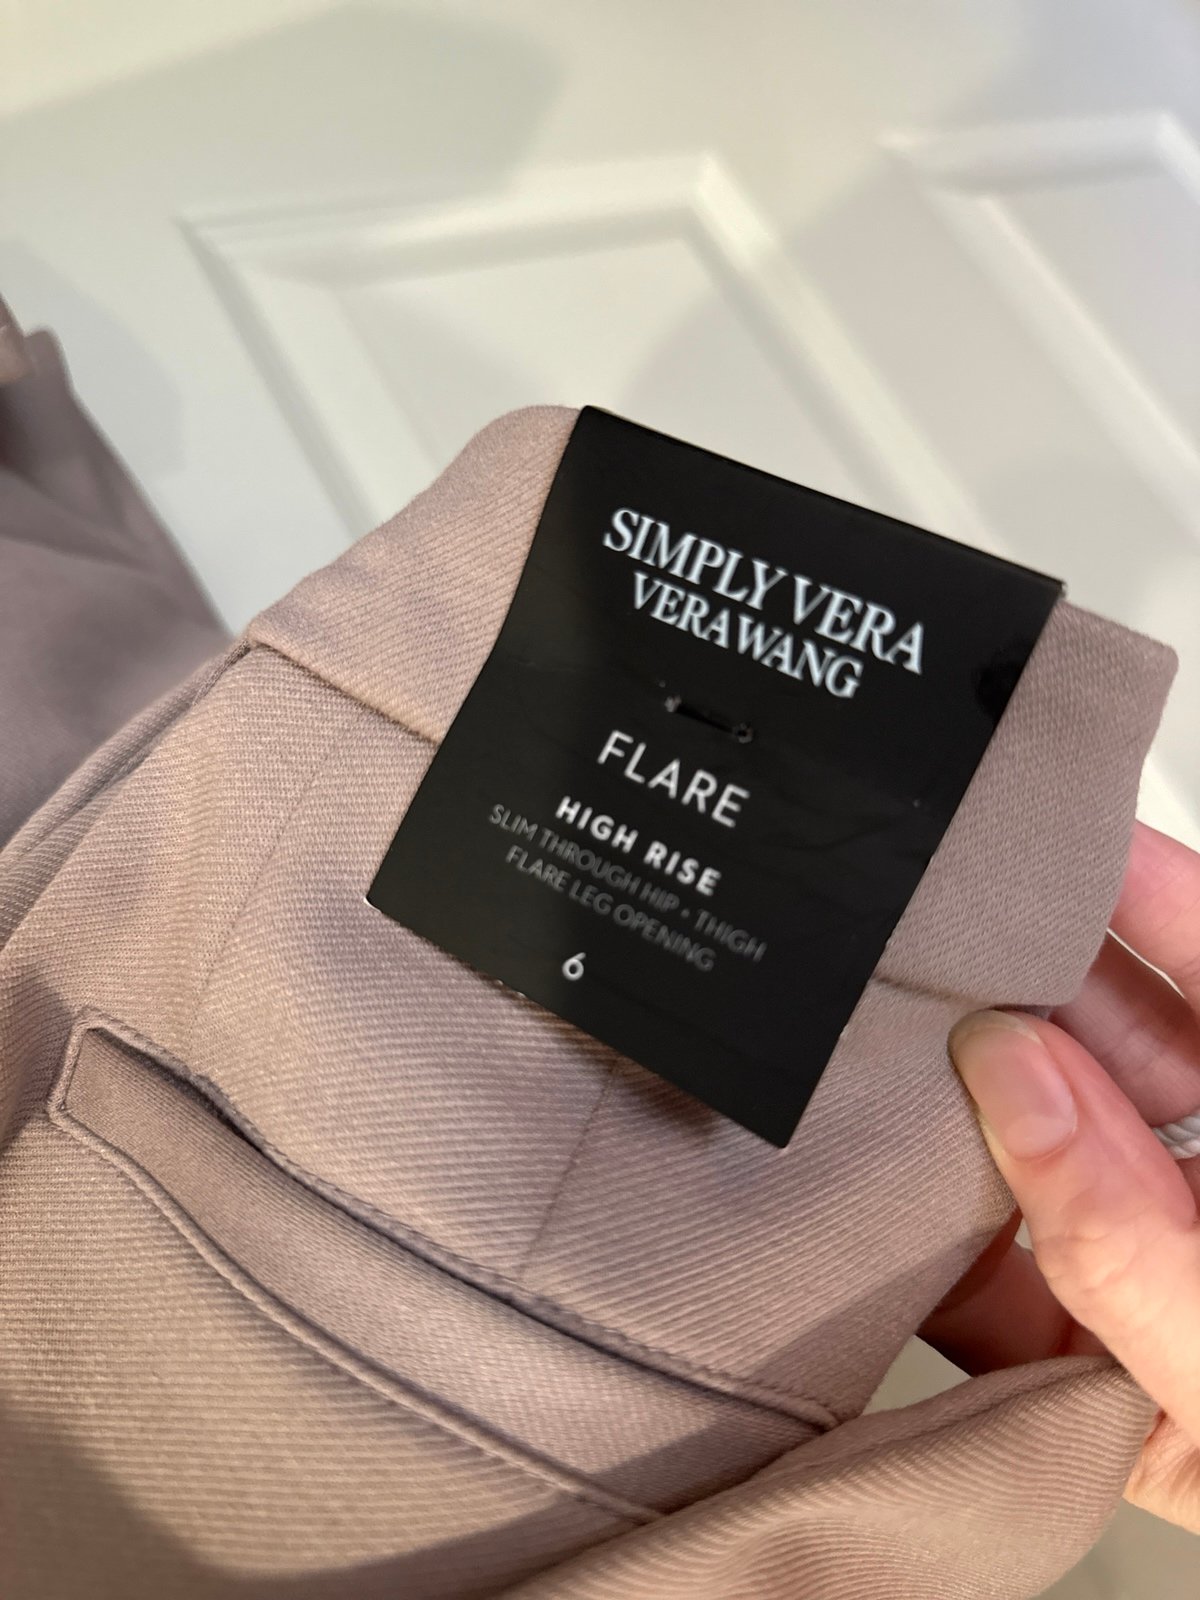 SIMPLY VERA
VERA WANG
FLARE
HIGH RISE
SLIM THROUGH HIP • THIGH
FLARE LEG OPENING
6